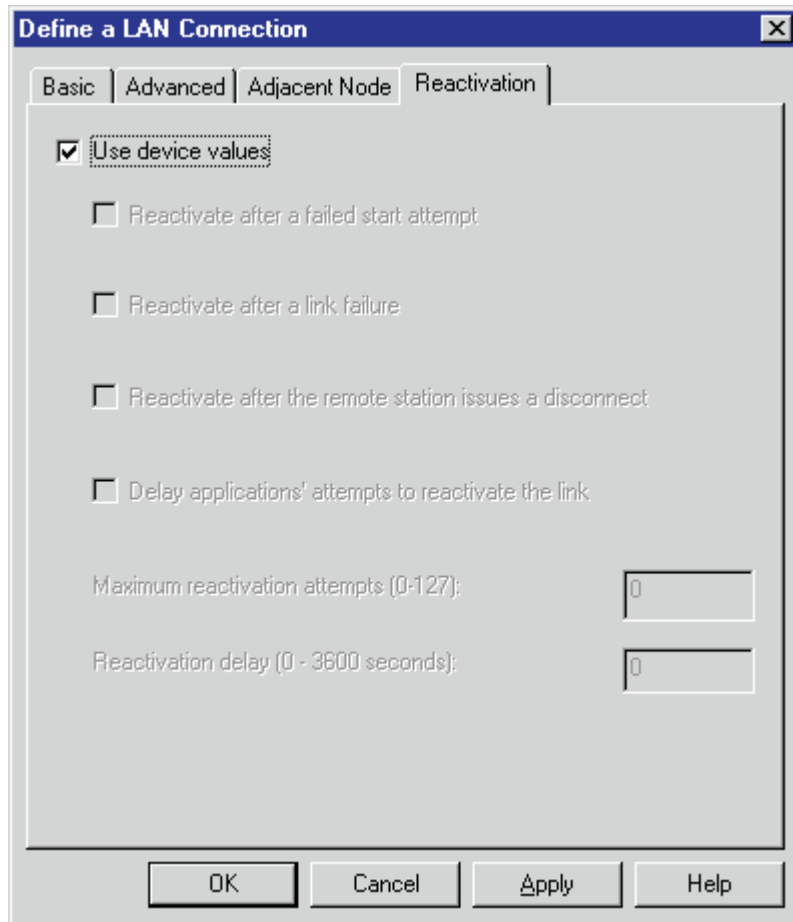 Define a LAN Connection
Basic Advanced Adjacent Node Reactivation
Use device values
Reactivate after a failed start attempt
Reactivate after a link failure
Reactivate after the remote station issues a disconnect
Delay applications' attempts to reactivate the link
Maximum reactivation attempts (0-127): 0
Reactivation delay (0 - 3600 seconds): 0
OK Cancel Apply Help